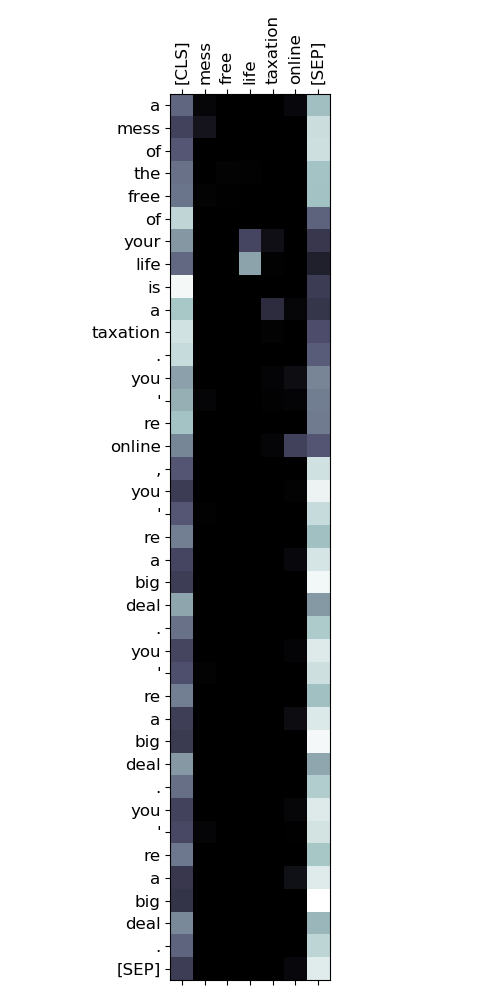 [CLS] mess free life taxation online [SEP]
a
mess
of
the
free
of
your
life
is
a
taxation
.
you
'
re
online
,
you
'
re
a
big
deal
.
you
'
re
a
big
deal
.
you
'
re
a
big
deal
.
[SEP]